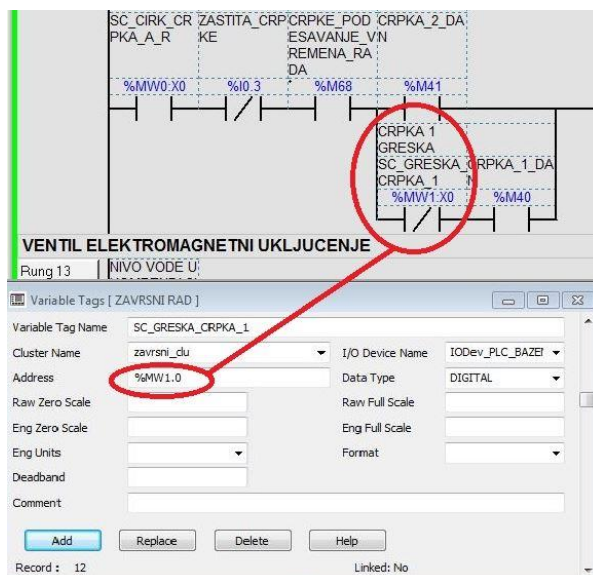 SC_CIRK_CR ZASTITA_CRP CRPKE_POD CRPKA_2_DA
PKA_A_R KE ESAVANJE_V N
REMENA_RA
DA
%MW0:X0 %I0.3 %M68 %M41
CRPKA 1
GRESKA
SC_GRESKA_ CRPKA_1_DA
CRPKA_1 N
%MW1:X0 %M40
VENTIL ELEKTROMAGNETNI UKLJUCENJE
Rung 13 NIVO VODE U
Variable Tags [ ZAVRSNI RAD ]
Variable Tag Name SC_GRESKA_CRPKA_1
Cluster Name zavrsni_clu I/O Device Name IODev_PLC_BAZEI
Address %MW1.0 Data Type DIGITAL
Raw Zero Scale Raw Full Scale
Eng Zero Scale Eng Full Scale
Eng Units Format
Deadband
Comment
Add Replace Delete Help
Record : 12 Linked: No